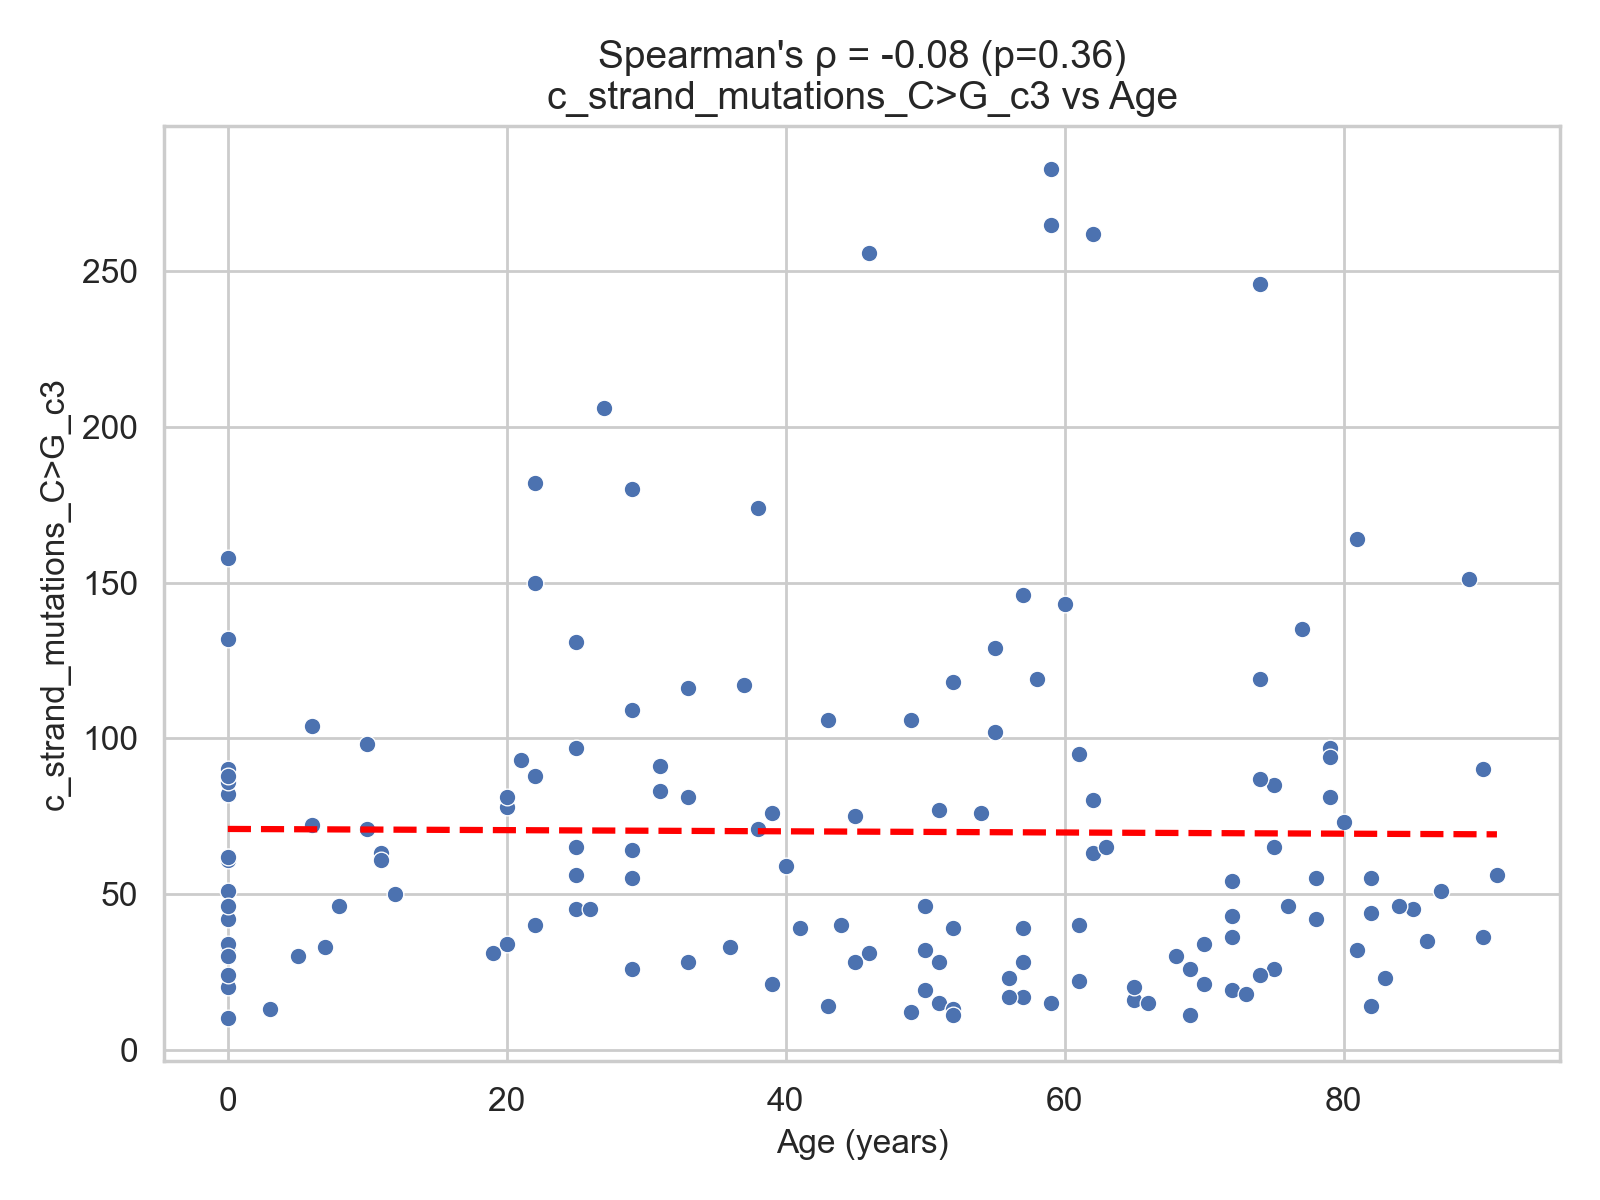 Spearman's ρ = -0.08 (p=0.36)
c_strand_mutations_C>G_c3 vs Age
c_strand_mutations_C>G_c3
250
200
150
100
50
0
0 20 40 60 80
Age (years)